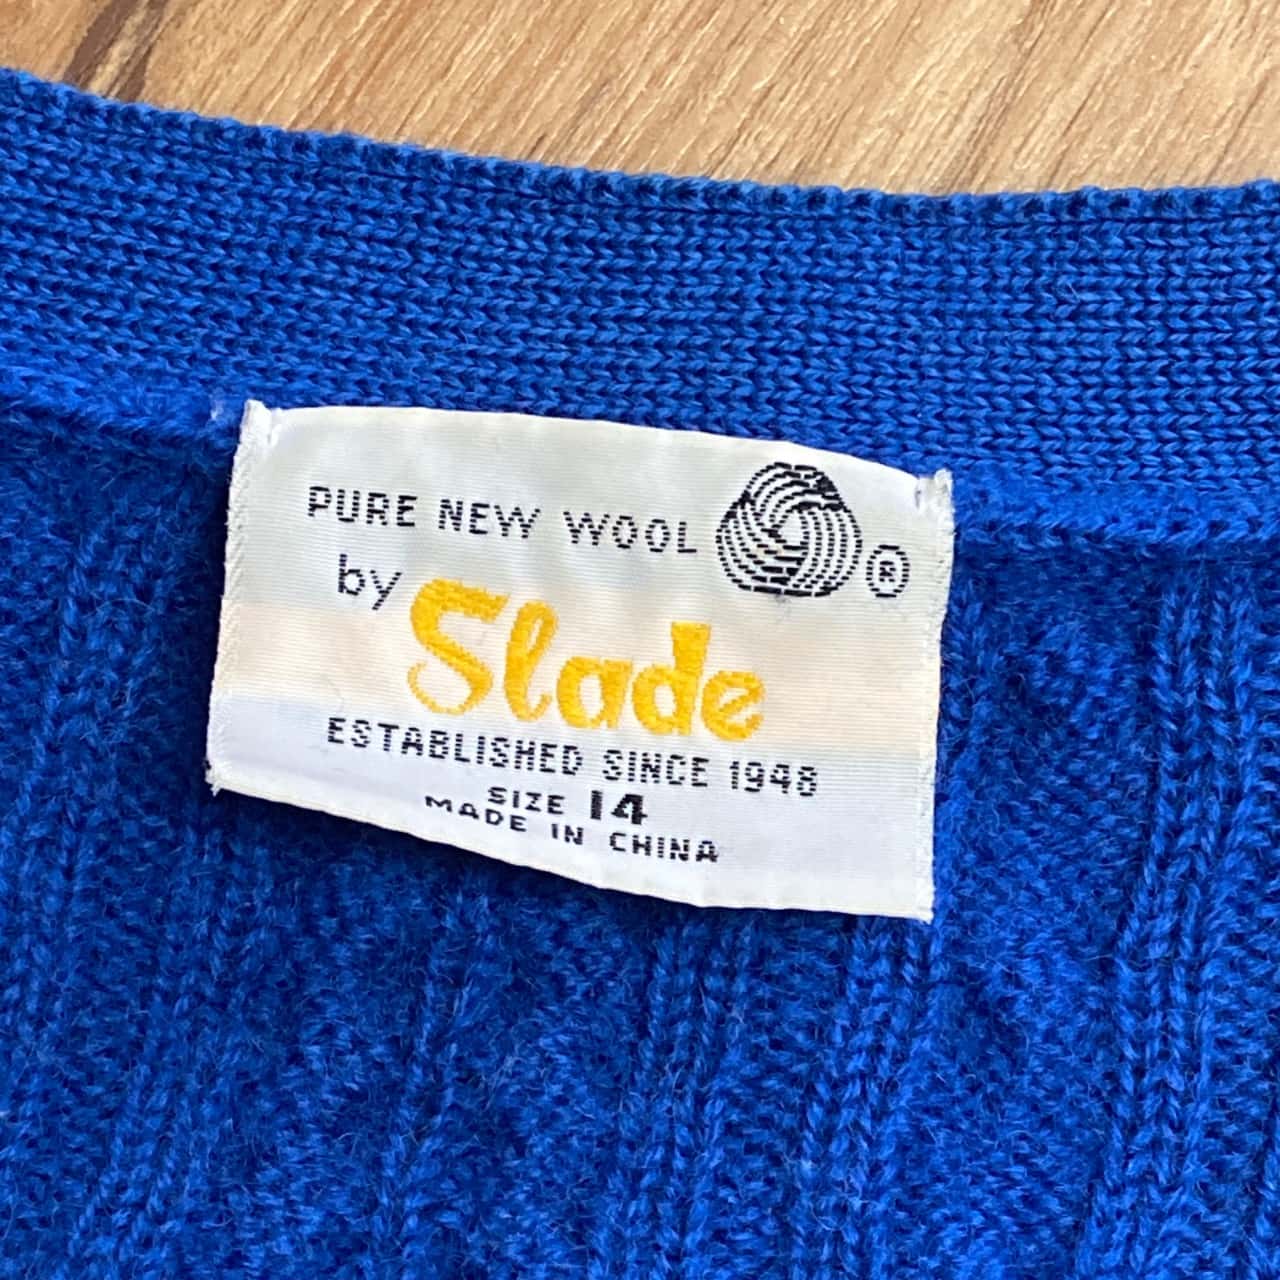 PURE NEW WOOL ®
by Slade
ESTABLISHED SINCE 1948
SIZE 14
MADE IN CHINA